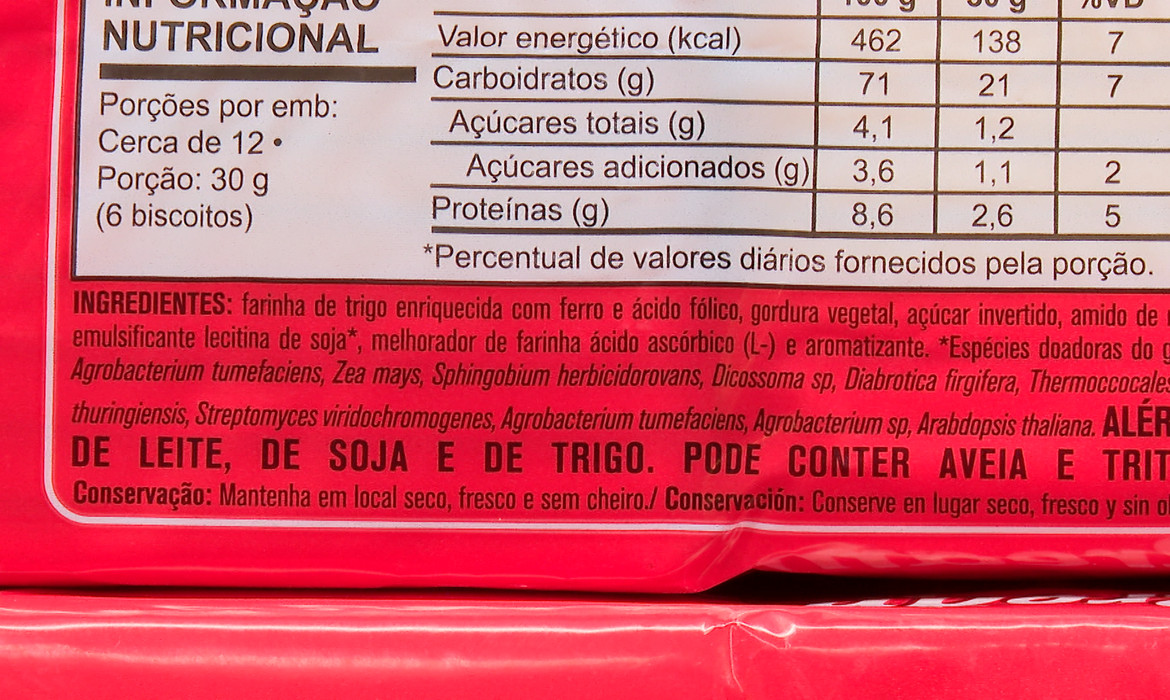 INFORMAÇÃO
NUTRICIONAL
Porções por emb:
Cerca de 12 •
Porção: 30 g
(6 biscoitos)
100 g 30 g %VD
Valor energético (kcal) 462 138 7
Carboidratos (g) 71 21 7
Açúcares totais (g) 4,1 1,2
Açúcares adicionados (g) 3,6 1,1 2
Proteínas (g) 8,6 2,6 5
*Percentual de valores diários fornecidos pela porção.
INGREDIENTES: farinha de trigo enriquecida com ferro e ácido fólico, gordura vegetal, açúcar invertido, amido de
emulsificante lecitina de soja*, melhorador de farinha ácido ascórbico (L-) e aromatizante. *Espécies doadoras do g
Agrobacterium tumefaciens, Zea mays, Sphingobium herbicidorovans, Dicossoma sp, Diabrotica firgifera, Thermoccocales
thuringiensis, Streptomyces viridochromogenes, Agrobacterium tumefaciens, Agrobacterium sp, Arabdopsis thaliana. ALÉR
DE LEITE, DE SOJA E DE TRIGO. PODE CONTER AVEIA E TRIT
Conservação: Mantenha em local seco, fresco e sem cheiro./ Conservación: Conserve en lugar seco, fresco y sin o